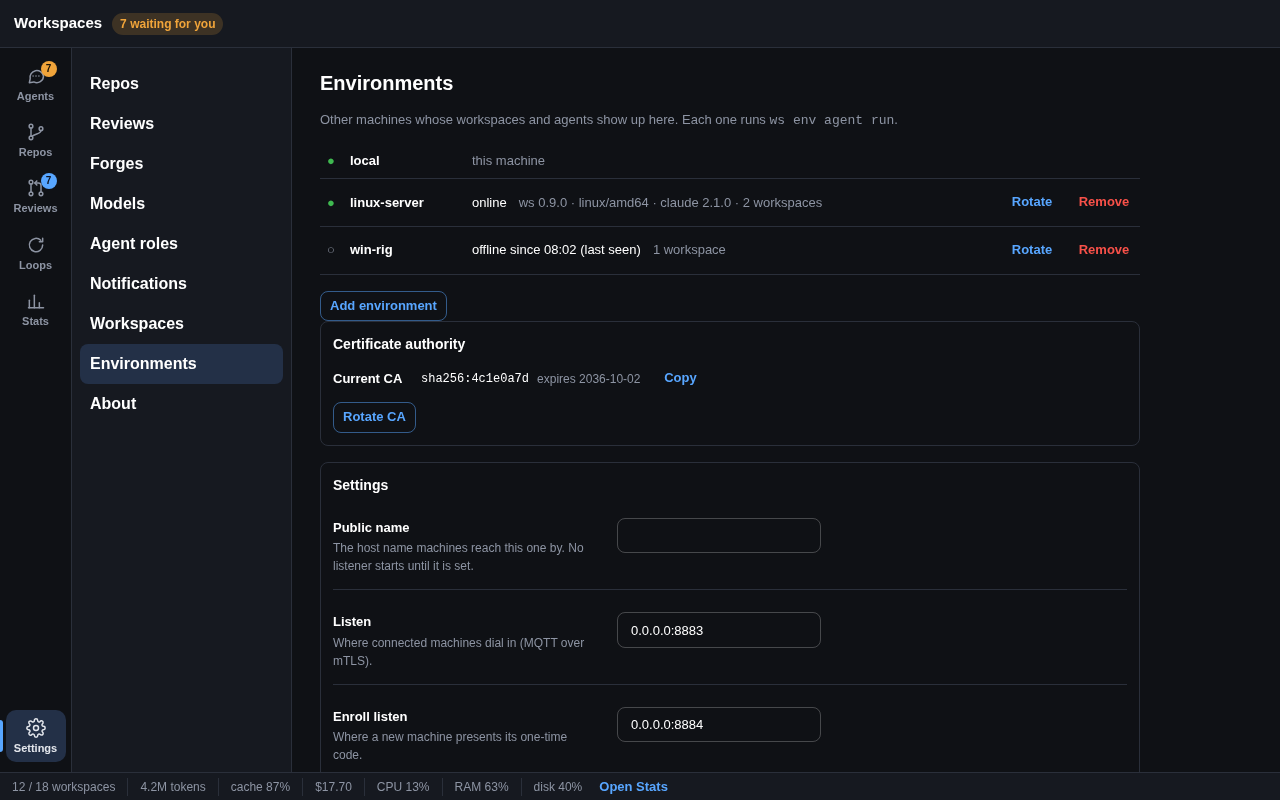 Workspaces 7 waiting for you
7
Agents
Repos
7
Reviews
Loops
Stats
Settings
Repos
Reviews
Forges
Models
Agent roles
Notifications
Workspaces
Environments
About
Environments
Other machines whose workspaces and agents show up here. Each one runs ws env agent run.
local this machine
linux-server online ws 0.9.0 · linux/amd64 · claude 2.1.0 · 2 workspaces Rotate Remove
win-rig offline since 08:02 (last seen) 1 workspace Rotate Remove
Add environment
Certificate authority
Current CA sha256:4c1e0a7d expires 2036-10-02 Copy
Rotate CA
Settings
Public name
The host name machines reach this one by. No
listener starts until it is set.
Listen
Where connected machines dial in (MQTT over
mTLS).
0.0.0.0:8883
Enroll listen
Where a new machine presents its one-time
code.
0.0.0.0:8884
12 / 18 workspaces 4.2M tokens cache 87% $17.70 CPU 13% RAM 63% disk 40% Open Stats